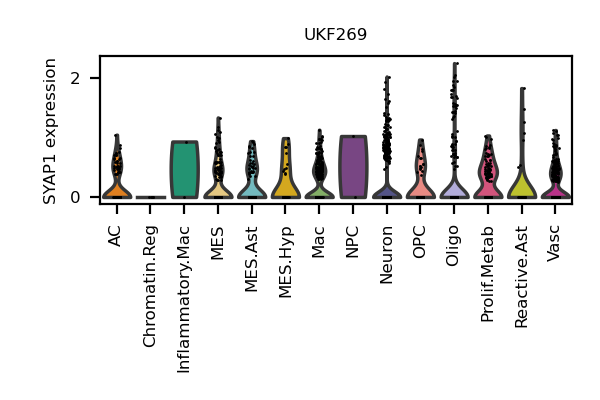 UKF269
SYAP1 expression
2
0
AC
Chromatin.Reg
Inflammatory.Mac
MES
MES.Ast
MES.Hyp
Mac
NPC
Neuron
OPC
Oligo
Prolif.Metab
Reactive.Ast
Vasc